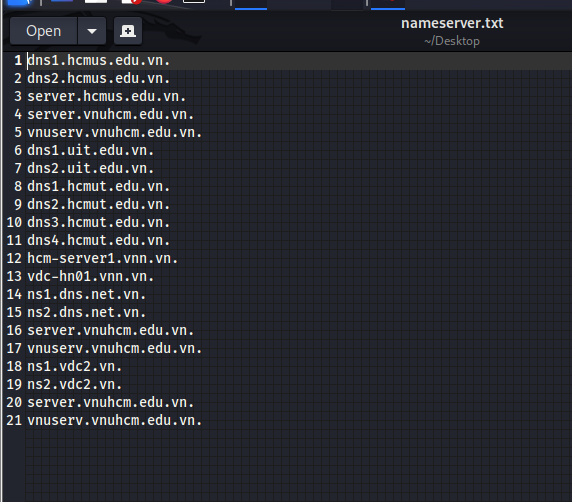 Open
nameserver.txt
~/Desktop
1 dns1.hcmus.edu.vn.
2 dns2.hcmus.edu.vn.
3 server.hcmus.edu.vn.
4 server.vnuhcm.edu.vn.
5 vnuserv.vnuhcm.edu.vn.
6 dns1.uit.edu.vn.
7 dns2.uit.edu.vn.
8 dns1.hcmut.edu.vn.
9 dns2.hcmut.edu.vn.
10 dns3.hcmut.edu.vn.
11 dns4.hcmut.edu.vn.
12 hcm-server1.vnn.vn.
13 vdc-hn01.vnn.vn.
14 ns1.dns.net.vn.
15 ns2.dns.net.vn.
16 server.vnuhcm.edu.vn.
17 vnuserv.vnuhcm.edu.vn.
18 ns1.vdc2.vn.
19 ns2.vdc2.vn.
20 server.vnuhcm.edu.vn.
21 vnuserv.vnuhcm.edu.vn.